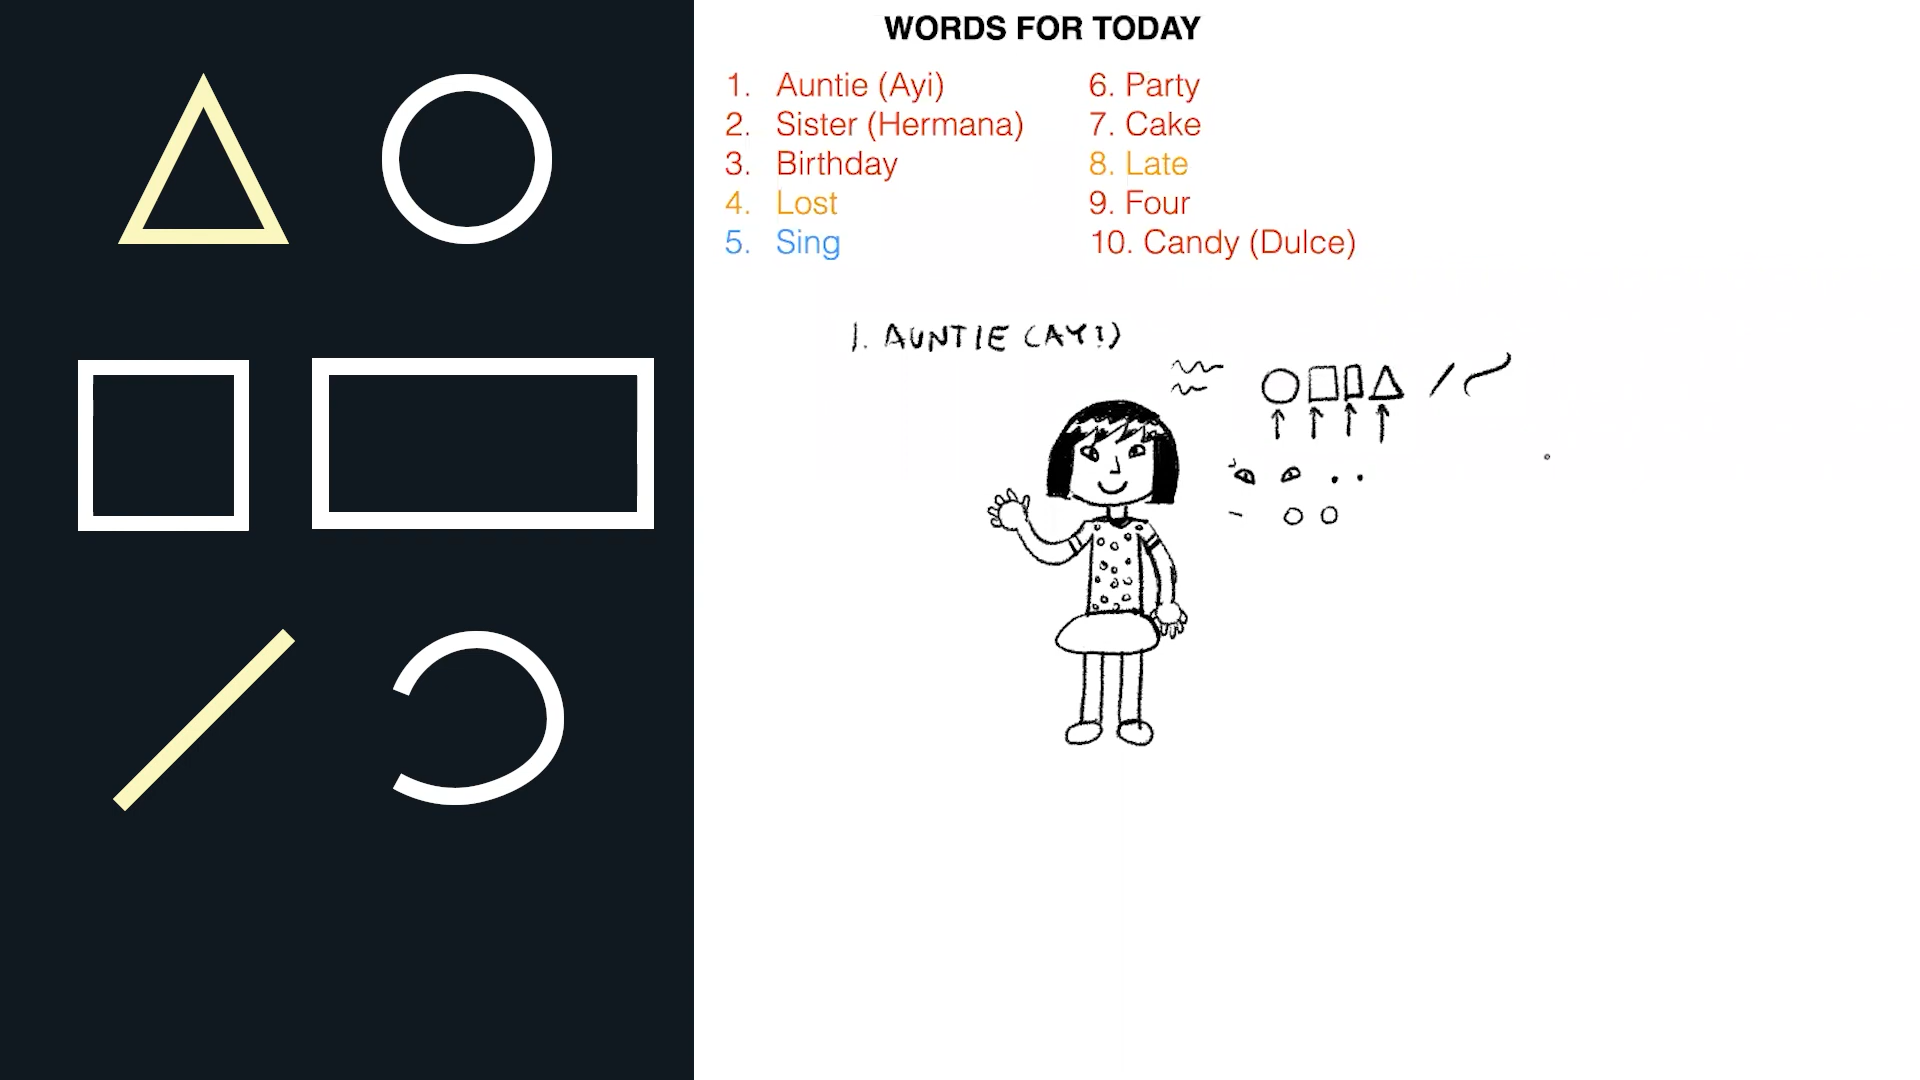 WORDS FOR TODAY
1. Auntie (Ayi)
2. Sister (Hermana)
3. Birthday
4. Lost
5. Sing
6. Party
7. Cake
8. Late
9. Four
10. Candy (Dulce)
1. AUNTIE (AYI)